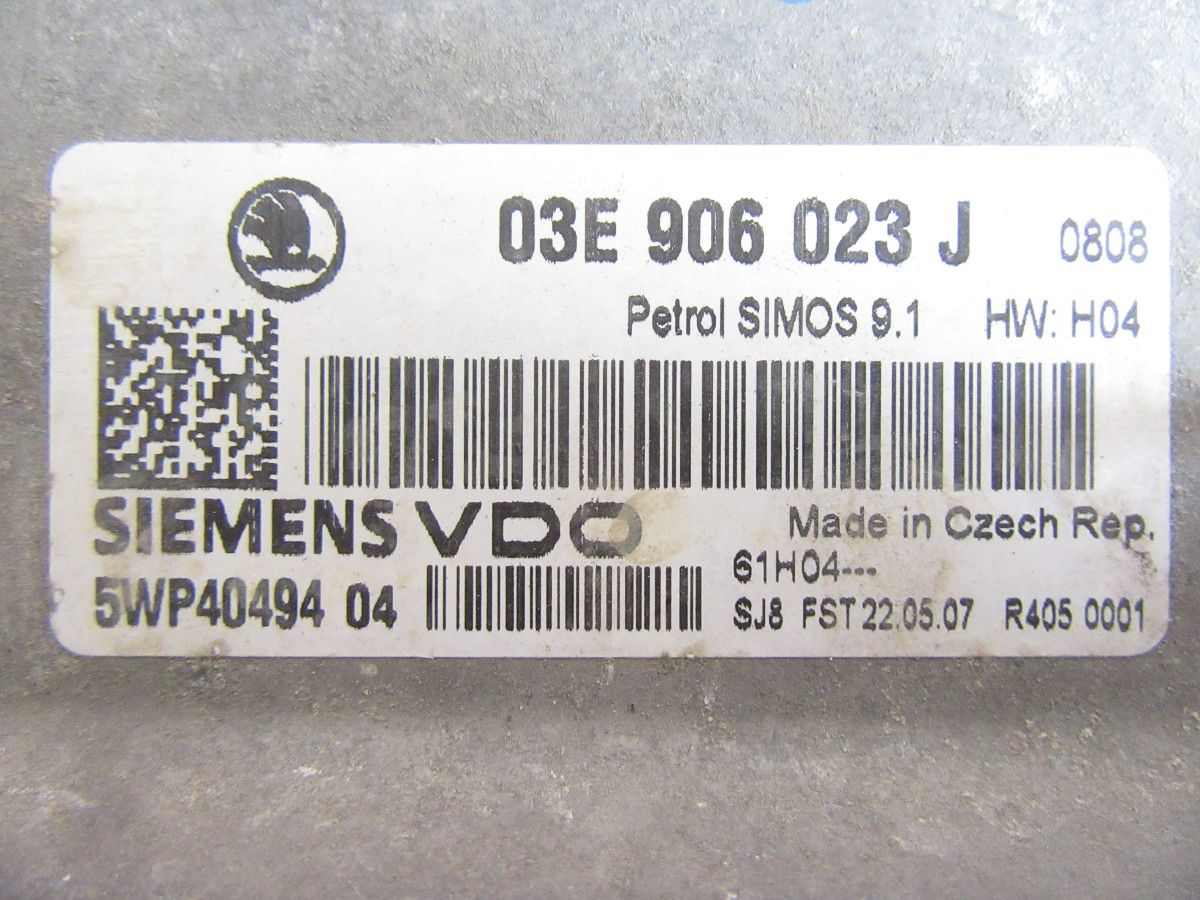 03E 906 023 J 0808
Petrol SIMOS 9.1 HW: H04
SIEMENS VDO
Made in Czech Rep.
61H04---
5WP40494 04
SJ8 FST 22.05.07 R405 0001